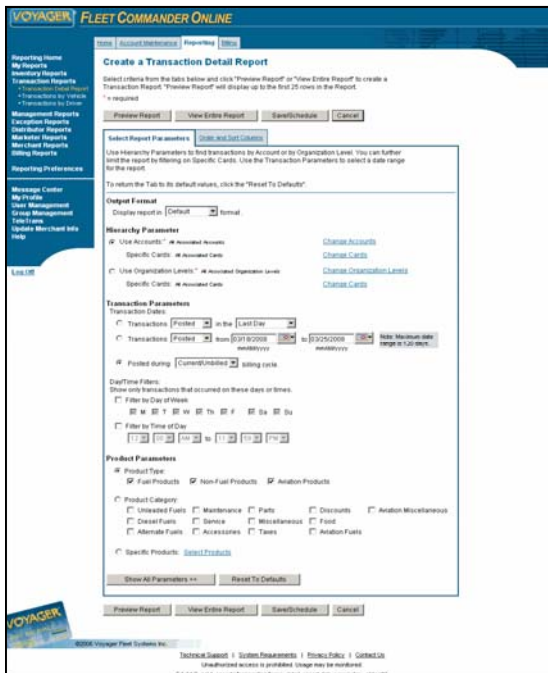 VOYAGER FLEET COMMANDER ONLINE
Home Account Maintenance Reporting Billing
Reporting Home
My Reports
Inventory Reports
Transaction Reports
• Transaction Detail Report
• Transactions by Vehicle
• Transactions by Driver
Management Reports
Exception Reports
Distributor Reports
Marketer Reports
Merchant Reports
Billing Reports
Reporting Preferences
Message Center
My Profile
User Management
Group Management
TeleTrans
Update Merchant Info
Help
Log Off
Create a Transaction Detail Report
Select criteria from the tabs below and click "Preview Report" or "View Entire Report" to create a
Transaction Report. "Preview Report" will display up to the first 25 rows in the Report.
* = required
Preview Report View Entire Report Save/Schedule Cancel
Select Report Parameters Order and Sort Columns
Use Hierarchy Parameters to find transactions by Account or by Organization Level. You can further
limit the report by filtering on Specific Cards. Use the Transaction Parameters to select a date range
for the report.
To return the Tab to its default values, click the "Reset To Defaults".
Output Format
Display report in Default format
Hierarchy Parameter
Use Accounts:* All Associated Accounts Change Accounts
Specific Cards: All Associated Cards Change Cards
Use Organization Levels:* All Associated Organization Levels Change Organization Levels
Specific Cards: All Associated Cards Change Cards
Transaction Parameters
Transaction Dates:
Transactions Posted in the Last Day
Transactions Posted from 03/18/2008 to 03/25/2008 Note: Maximum date range is 120 days.
mm/dd/yyyy mm/dd/yyyy
Posted during Current/Unbilled billing cycle
Day/Time Filters:
Show only transactions that occurred on these days or times.
Filter by Day of Week
M T W Th F Sa Su
Filter by Time of Day
12 00 AM to 11 59 PM
Product Parameters
Product Type:
Fuel Products Non-Fuel Products Aviation Products
Product Category:
Unleaded Fuels Maintenance Parts Discounts Aviation Miscellaneous
Diesel Fuels Service Miscellaneous Food
Alternate Fuels Accessories Taxes Aviation Fuels
Specific Products: Select Products
Show All Parameters >> Reset To Defaults
Preview Report View Entire Report Save/Schedule Cancel
VOYAGER
Voyager Fleet Systems Inc.
Technical Support | System Requirements | Privacy Policy | Contact Us
Unauthorized access is prohibited. Usage may be monitored.